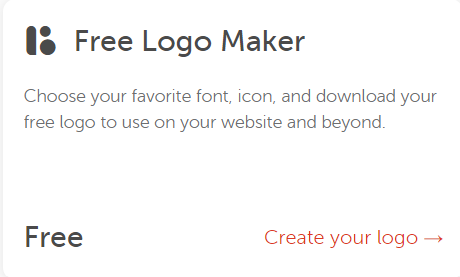 Free Logo Maker
Choose your favorite font, icon, and download your
free logo to use on your website and beyond.
Free
Create your logo →